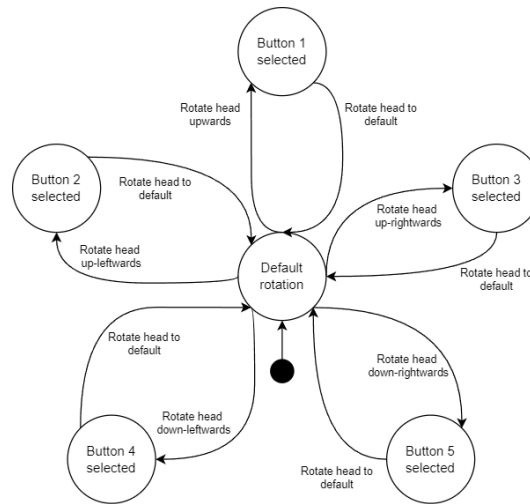 Button 1
selected
Rotate head
upwards
Rotate head to
default
Button 2
selected
Rotate head to
default
Button 3
selected
Rotate head
up-rightwards
Rotate head
up-leftwards
Default
rotation
Rotate head to
default
Rotate head to
default
Rotate head
down-rightwards
Rotate head
down-leftwards
Button 4
selected
Button 5
selected
Rotate head to
default